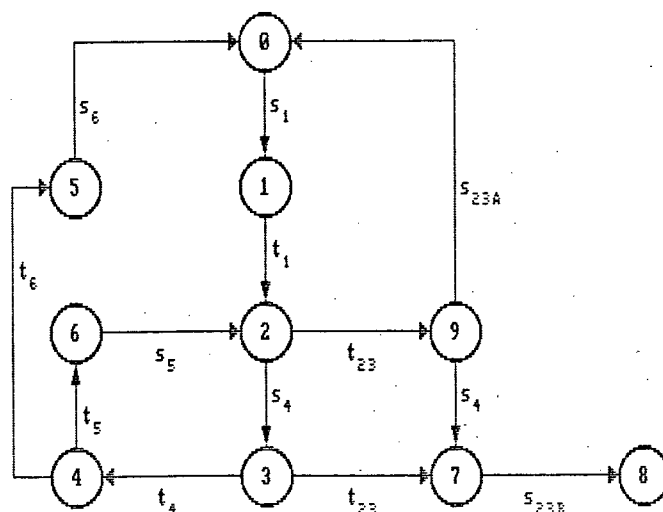 0
s₆ s₁
5 1 s₂₃A
t₆ t₁
6 2 9
s₅ t₂₃
t₅ s₄ s₄
4 3 7 8
t₄ t₂₃ s₂₃B